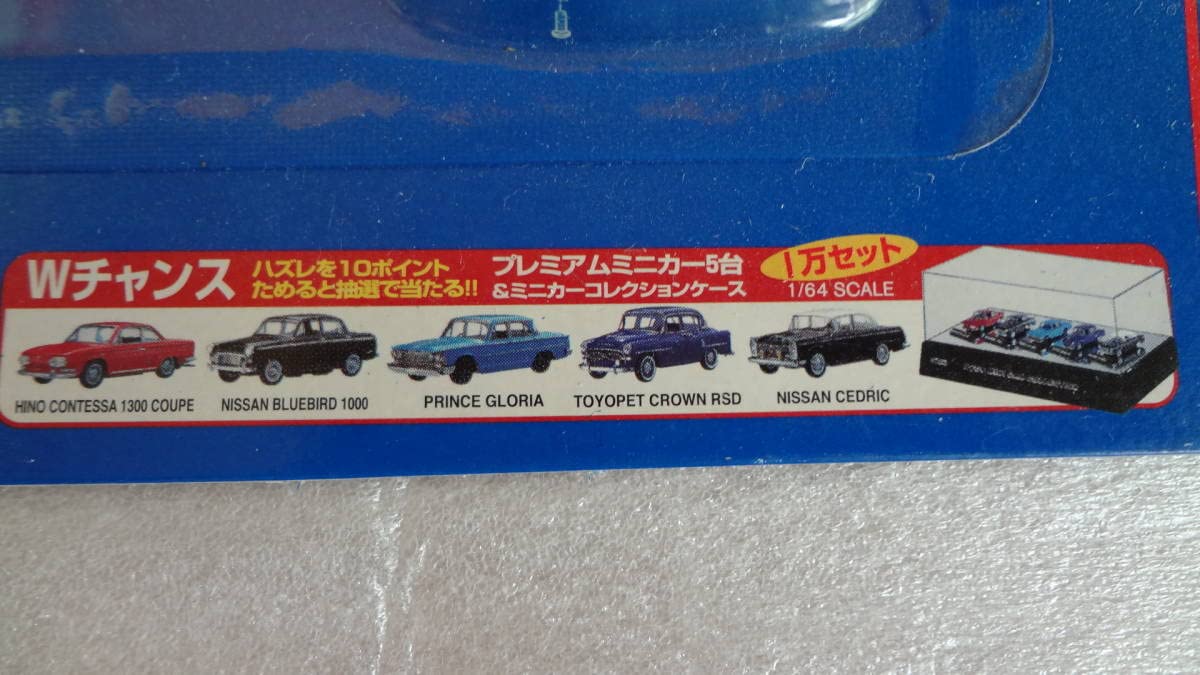 Wチャンス
ハズレを10ポイント
ためると抽選で当たる!!
プレミアムミニカー5台
&ミニカーコレクションケース
1万セット
1/64 SCALE
HINO CONTESSA 1300 COUPE
NISSAN BLUEBIRD 1000
PRINCE GLORIA
TOYOPET CROWN RSD
NISSAN CEDRIC